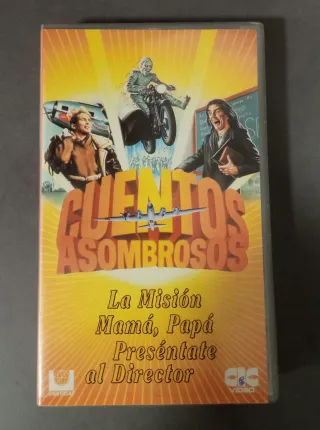 CUENTOS
ASOMBROSOS
La Misión
Mamá, Papá
Preséntate
al Director
CIC
VIDEO